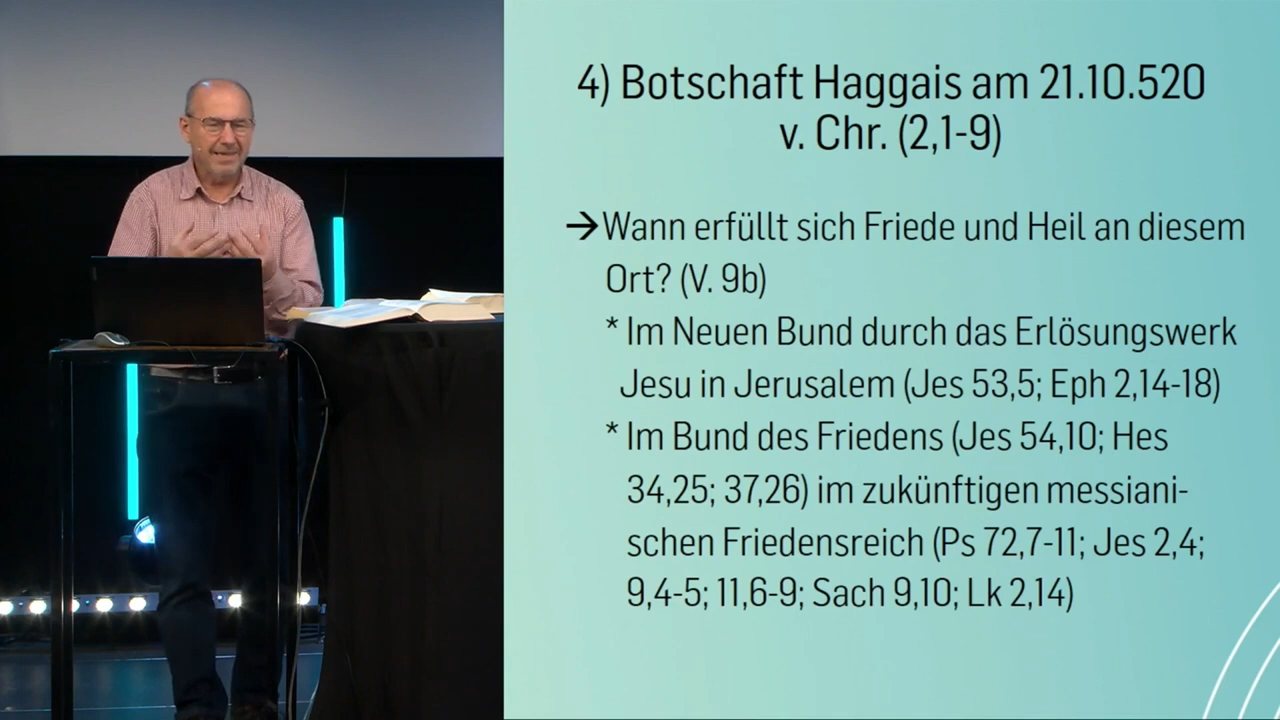 4) Botschaft Haggais am 21.10.520
v. Chr. (2,1-9)
→Wann erfüllt sich Friede und Heil an diesem
Ort? (V. 9b)
* Im Neuen Bund durch das Erlösungswerk
Jesu in Jerusalem (Jes 53,5; Eph 2,14-18)
* Im Bund des Friedens (Jes 54,10; Hes
34,25; 37,26) im zukünftigen messiani-
schen Friedensreich (Ps 72,7-11; Jes 2,4;
9,4-5; 11,6-9; Sach 9,10; Lk 2,14)